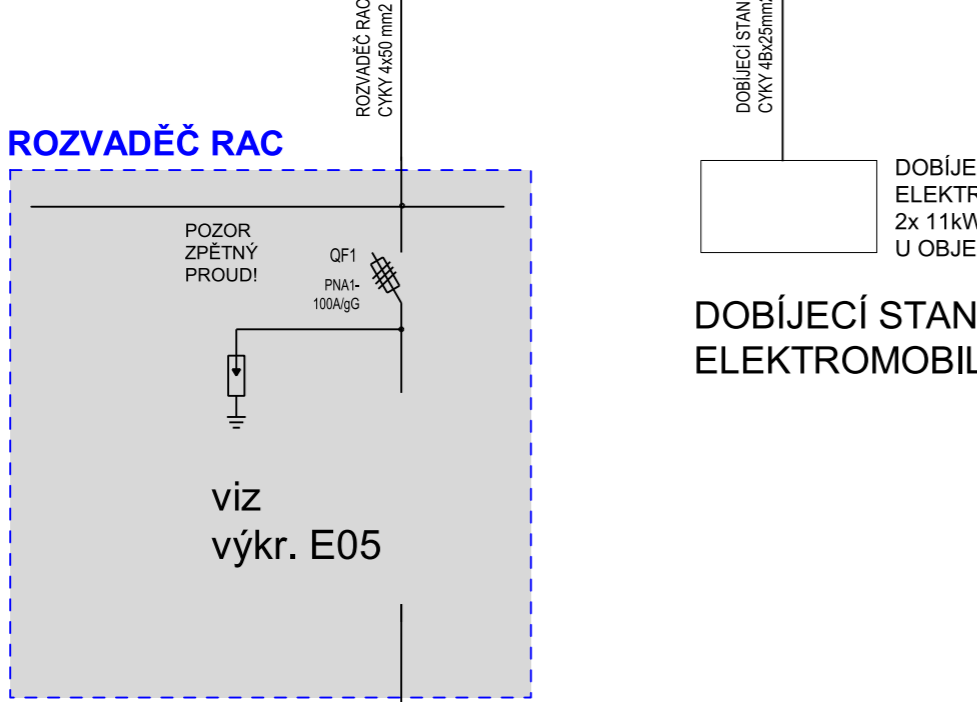 ROZVADĚČ RAC
CYKY 4x50 mm2
ROZVADĚČ RAC
POZOR
ZPĚTNÝ
PROUD!
QF1
PNA1-
100A/gG
viz
výkr. E05
DOBÍJECÍ STAN
CYKY 4Bx25mm2
DOBÍJE
ELEKTR
2x 11kW
U OBJE
DOBÍJECÍ STAN
ELEKTROMOBIL